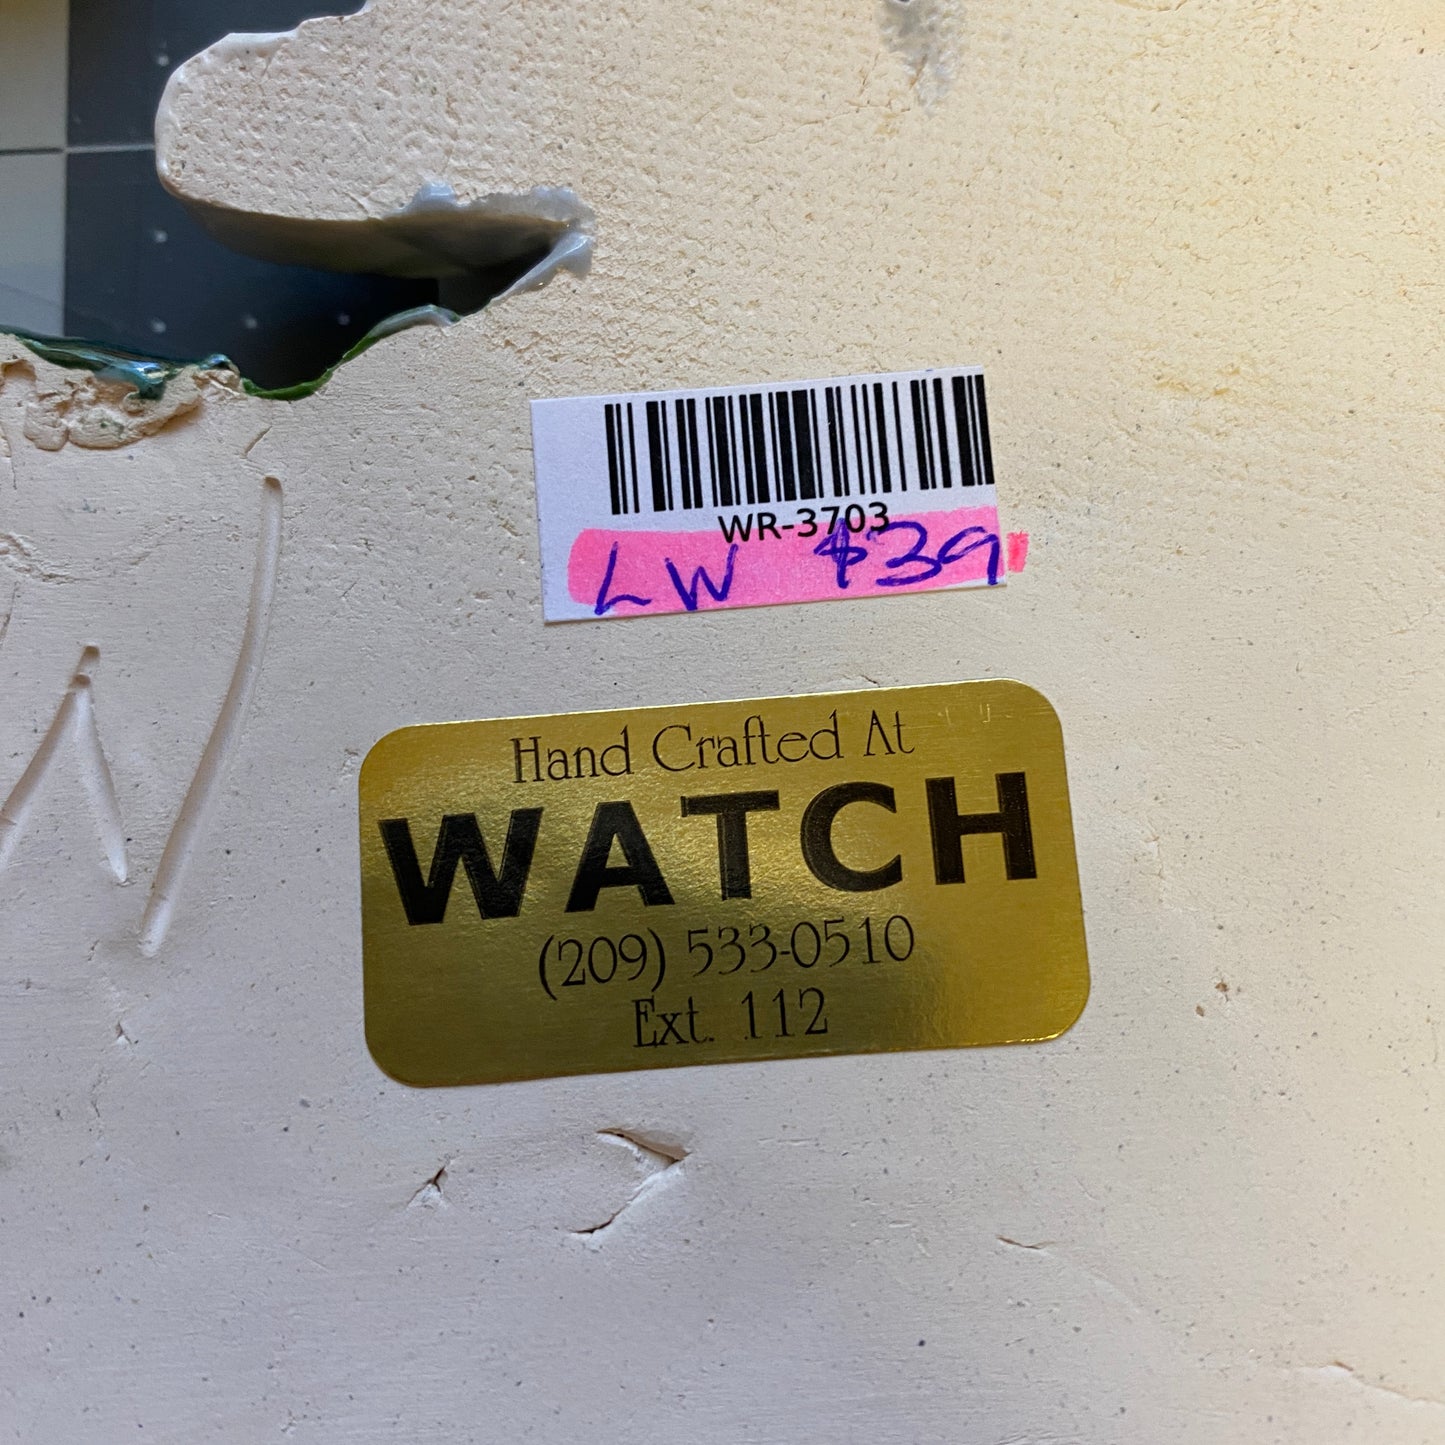 WR-3703
LW $39
Hand Crafted At
WATCH
(209) 533-0510
Ext. 112
W